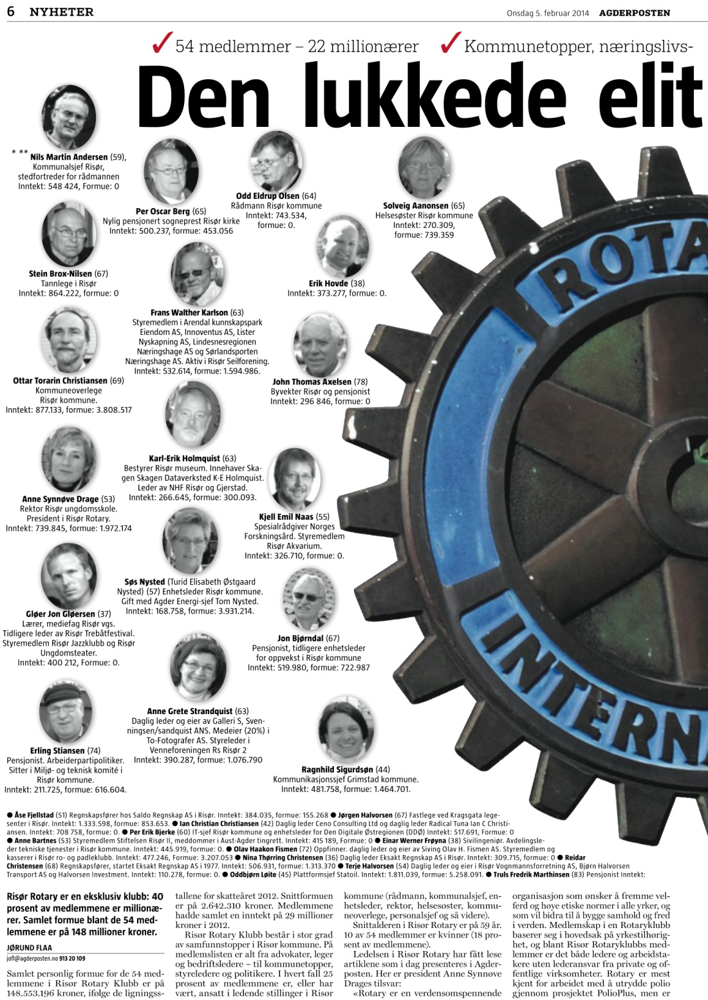 6 NYHETER
Onsdag 5. februar 2014 AGDERPOSTEN
✓ 54 medlemmer – 22 millionærer ✓ Kommunetopper, næringslivs-
Den lukkede elit
* ** Nils Martin Andersen (59),
Kommunalsjef Risør,
stedfortreder for rådmannen
Inntekt: 548 424, Formue: 0
Per Oscar Berg (65)
Nylig pensjonert sogneprest Risør kirke
Inntekt: 500.237, formue: 453.056
Odd Eldrup Olsen (64)
Rådmann Risør kommune
Inntekt: 743.534,
formue: 0.
Solveig Aanonsen (65)
Helsesøster Risør kommune
Inntekt: 270.309,
formue: 739.359
Stein Brox-Nilsen (67)
Tannlege i Risør
Inntekt: 864.222, formue: 0
Erik Hovde (38)
Inntekt: 373.277, formue: 0.
Frans Walther Karlson (63)
Styremedlem i Arendal kunnskapspark
Eiendom AS, Innoventus AS, Lister
Nyskapning AS, Lindesnesregionen
Næringshage AS og Sørlandsporten
Næringshage AS. Aktiv i Risør Seilforening.
Inntekt: 532.614, formue: 1.594.986.
Ottar Torarin Christiansen (69)
Kommuneoverlege
Risør kommune.
Inntekt: 877.133, formue: 3.808.517
John Thomas Axelsen (78)
Byvekter Risør og pensjonist
Inntekt: 296 846, formue: 0
Karl-Erik Holmquist (63)
Bestyrer Risør museum. Innehaver Ska-
gen Skagen Dataverksted K-E Holmquist.
Leder av NHF Risør og Gjerstad.
Inntekt: 266.645, formue: 300.093.
Anne Synnøve Drage (53)
Rektor Risør ungdomsskole.
President i Risør Rotary.
Inntekt: 739.845, formue: 1.972.174
Kjell Emil Naas (55)
Spesialrådgiver Norges
Forskningsård. Styremedlem
Risør Akvarium.
Inntekt: 326.710, formue: 0.
Søs Nysted (Turid Elisabeth Østgaard
Nysted) (57) Enhetsleder Risør kommune.
Gift med Agder Energi-sjef Tom Nysted.
Inntekt: 168.758, formue: 3.931.214.
Gløer Jon Gløersen (37)
Lærer, mediefag Risør vgs.
Tidligere leder av Risør Trebåtfestival.
Styremedlem Risør Jazzklubb og Risør
Ungdomsteater.
Inntekt: 400 212, Formue: 0.
Jon Bjørndal (67)
Pensjonist, tidligere enhetsleder
for oppvekst i Risør kommune
Inntekt: 519.980, formue: 722.987
Anne Grete Strandquist (63)
Daglig leder og eier av Galleri S, Sven-
ningsen/sandquist ANS. Medeier (20%) i
To-Fotografer AS. Styreleder i
Venneforeningen Rs Risør 2
Inntekt: 390.287, formue: 1.076.790
Erling Stiansen (74)
Pensjonist. Arbeiderpartipolitiker.
Sitter i Miljø- og teknisk komité i
Risør kommune.
Inntekt: 211.725, formue: 616.604.
Ragnhild Sigurdsøn (44)
Kommunikasjonssjef Grimstad kommune.
Inntekt: 481.758, formue: 1.464.701.
ROTA
INTERN
● Åse Fjellstad (51) Regnskapsfører hos Saldo Regnskap AS i Risør. Inntekt: 384.035, formue: 155.268 ● Jørgen Halvorsen (67) Fastlege ved Kragsgata lege-
senter i Risør. Inntekt: 1.333.598, formue: 853.653. ● Ian Christian Christiansen (42) Daglig leder Ceno Consulting Ltd og daglig leder Radical Tuna Ian C Christi-
ansen. Inntekt: 708 758, formue: 0. ● Per Erik Bjerke (60) IT-sjef Risør kommune og enhetsleder for Den Digitale Østregionen (DDØ) Inntekt: 517.691, Formue: 0
● Anne Bartnes (53) Styremedlem Stiftelsen Risør II, meddommer i Aust-Agder tingrett. Inntekt: 415 189, Formue: 0 ● Einar Werner Frøyna (38) Sivilingeniør. Avdelingsle-
der tekniske tjenester i Risør kommune. Inntekt: 445.919, formue: 0. ● Olav Haakon Fismen (72) Oppfinner. daglig leder og eier av Siving Olav H. Fismen AS. Styremedlem og
kasserer i Risør ro- og padleklubb. Inntekt: 477.246, Formue: 3.207.053 ● Nina Thørring Christensen (36) Daglig leder Eksakt Regnskap AS i Risør. Inntekt: 309.715, formue: 0 ● Reidar
Christensen (68) Regnskapsfører, startet Eksakt Regnskap AS i 1977. Inntekt: 506.931, formue: 1.313.370 ● Terje Halvorsen (54) Daglig leder og eier i Risør Vognmannsforretning AS, Bjørn Halvorsen
Transport AS og Halvorsen Investment. Inntekt: 110.278, formue: 0. ● Oddbjørn Løite (45) Plattformsjef Statoil. Inntekt: 1.811.039, formue: 5.258.091. ● Truls Fredrik Marthinsen (83) Pensjonist Inntekt:
Risør Rotary er en eksklusiv klubb: 40
prosent av medlemmene er millionæ-
rer. Samlet formue blant de 54 med-
lemmene er på 148 millioner kroner.
JØRUND FLAA
jofl@agderposten.no 913 20 109
Samlet personlig formue for de 54 med-
lemmene i Risør Rotary Klubb er på
148.553.196 kroner, ifølge de ligningss-
tallene for skatteåret 2012. Snittformuen
er på 2.642.310 kroner. Medlemmene
hadde samlet en inntekt på 29 millioner
kroner i 2012.
Risør Rotary Klubb består i stor grad
av samfunnstopper i Risør kommune. På
medlemslisten er alt fra advokater, leger
og bedriftsledere – til kommunetopper,
styreledere og politikere. I hvert fall 25
prosent av medlemmene er, eller har
vært, ansatt i ledende stillinger i Risør
kommune (rådmann, kommunalsjef, en-
hetsleder, rektor, helsesøster, kommu-
neoverlege, personalsjef og så videre).
Snittalderen i Risør Rotary er på 59 år.
10 av 54 medlemmer er kvinner (18 pro-
sent av medlemmene).
Ledelsen i Risør Rotary har fått lese
artiklene som i dag presenteres i Agder-
posten. Her er president Anne Synnøve
Drages tilsvar:
«Rotary er en verdensomspennende
organisasjon som ønsker å fremme vel-
ferd og høye etiske normer i alle yrker, og
som vil bidra til å bygge samhold og fred
i verden. Medlemskap i en Rotaryklubb
baserer seg i hovedsak på yrkestilhørig-
het, og blant Risør Rotaryklubbs med-
lemmer er det både ledere og arbeidsta-
kere uten lederansvar fra private og of-
fentlige virksomheter. Rotary er mest
kjent for arbeidet med å utrydde polio
gjennom prosjektet PolioPlus, men er